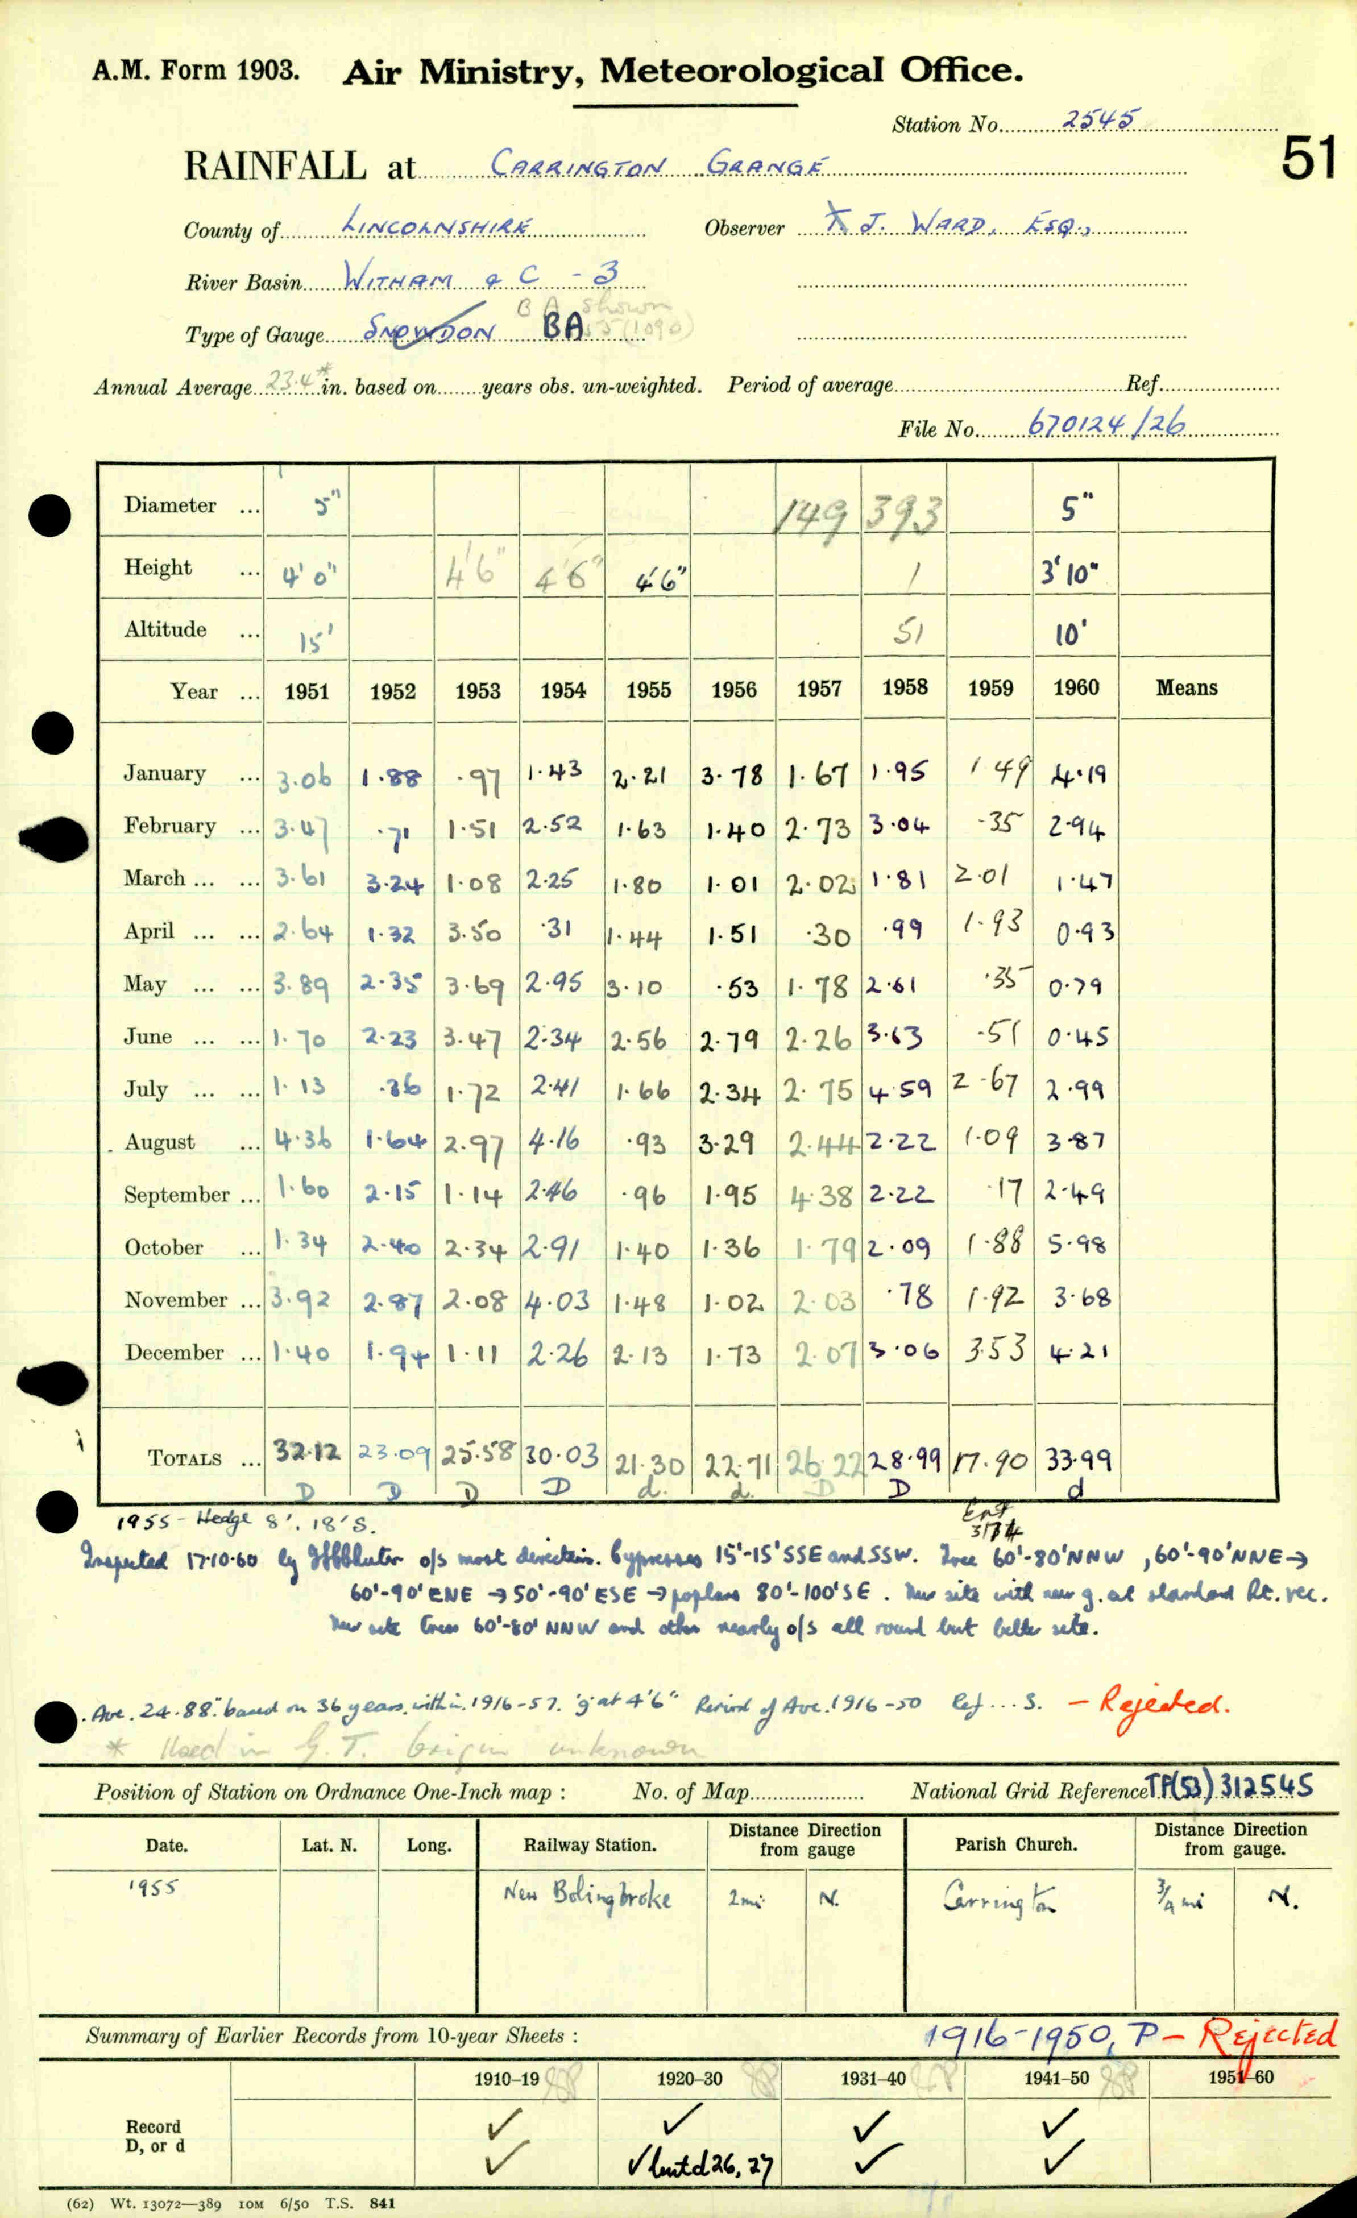 A.M. Form 1903. Air Ministry, Meteorological Office.
Station No. 2545
51
RAINFALL at CARRINGTON GRANGE
County of LINCOLNSHIRE Observer J. WARD, ESQ.,
River Basin WITHAM & C - 3
BA shown
Type of Gauge SNOWDON BA (1090)
Annual Average 23.4* in. based on years obs. un-weighted. Period of average Ref.
File No. 670124/26
Diameter ... 5" 149 393 5"
Height ... 4' 0" 4'6" 4'6" 4'6" 1 3'10"
Altitude ... 15' 51 10'
Year ... 1951 1952 1953 1954 1955 1956 1957 1958 1959 1960 Means
January ... 3.06 1.88 .97 1.43 2.21 3.78 1.67 1.95 1.49 4.19
February ... 3.47 .71 1.51 2.52 1.63 1.40 2.73 3.04 .35 2.94
March ... ... 3.61 3.24 1.08 2.25 1.80 1.01 2.02 1.81 2.01 1.47
April ... ... 2.64 1.32 3.50 .31 1.44 1.51 .30 .99 1.93 0.93
May ... ... 3.89 2.35 3.69 2.95 3.10 .53 1.78 2.61 .35 0.79
June ... ... 1.70 2.23 3.47 2.34 2.56 2.79 2.26 3.63 .51 0.45
July ... ... 1.13 .36 1.72 2.41 1.66 2.34 2.75 4.59 2.67 2.99
August ... 4.36 1.64 2.97 4.16 .93 3.29 2.44 2.22 1.09 3.87
September ... 1.60 2.15 1.14 2.46 .96 1.95 4.38 2.22 .17 2.49
October ... 1.34 2.40 2.34 2.91 1.40 1.36 1.79 2.09 1.88 5.98
November ... 3.92 2.87 2.08 4.03 1.48 1.02 2.03 .78 1.92 3.68
December ... 1.40 1.94 1.11 2.26 2.13 1.73 2.07 3.06 3.53 4.21
TOTALS ... 32.12 23.09 25.58 30.03 21.30 22.71 26.22 28.99 17.90 33.99
D D D D d. d. D D d
1955 - Hedge 8'. 18'S. Est
Inspected 17.10.60 by o/s most direction. Cypresses 15'-15'SSE and SSW. Tree 60'-80'NNW, 60'-90'NNE→
60'-90'ENE → 50'-90'ESE → poplars 80'-100'SE. New site with new g. at standard ht. rec.
New site trees 60'-80' NNW and other nearly o/s all round but better site.
Ave. 24.88" based on 36 years within 1916-57. 'g' at 4'6" Period of Ave. 1916-50 Ref ... S. - Rejected.
* Used in G.T. origin unknown
Position of Station on Ordnance One-Inch map : No. of Map National Grid Reference TF(53) 312545
Date. Lat. N. Long. Railway Station. Distance from Direction gauge Parish Church. Distance from Direction gauge.
1955 New Bolingbroke 2mi N. Carrington 3/4 mi N.
Summary of Earlier Records from 10-year Sheets : 1916-1950, P - Rejected
1910–19 1920–30 1931–40 1941–50 1951–60
Record ✓ ✓ ✓ ✓
D, or d ✓ ✓ but d 26, 27 ✓ ✓
(62) Wt. 13072—389 10M 6/50 T.S. 841